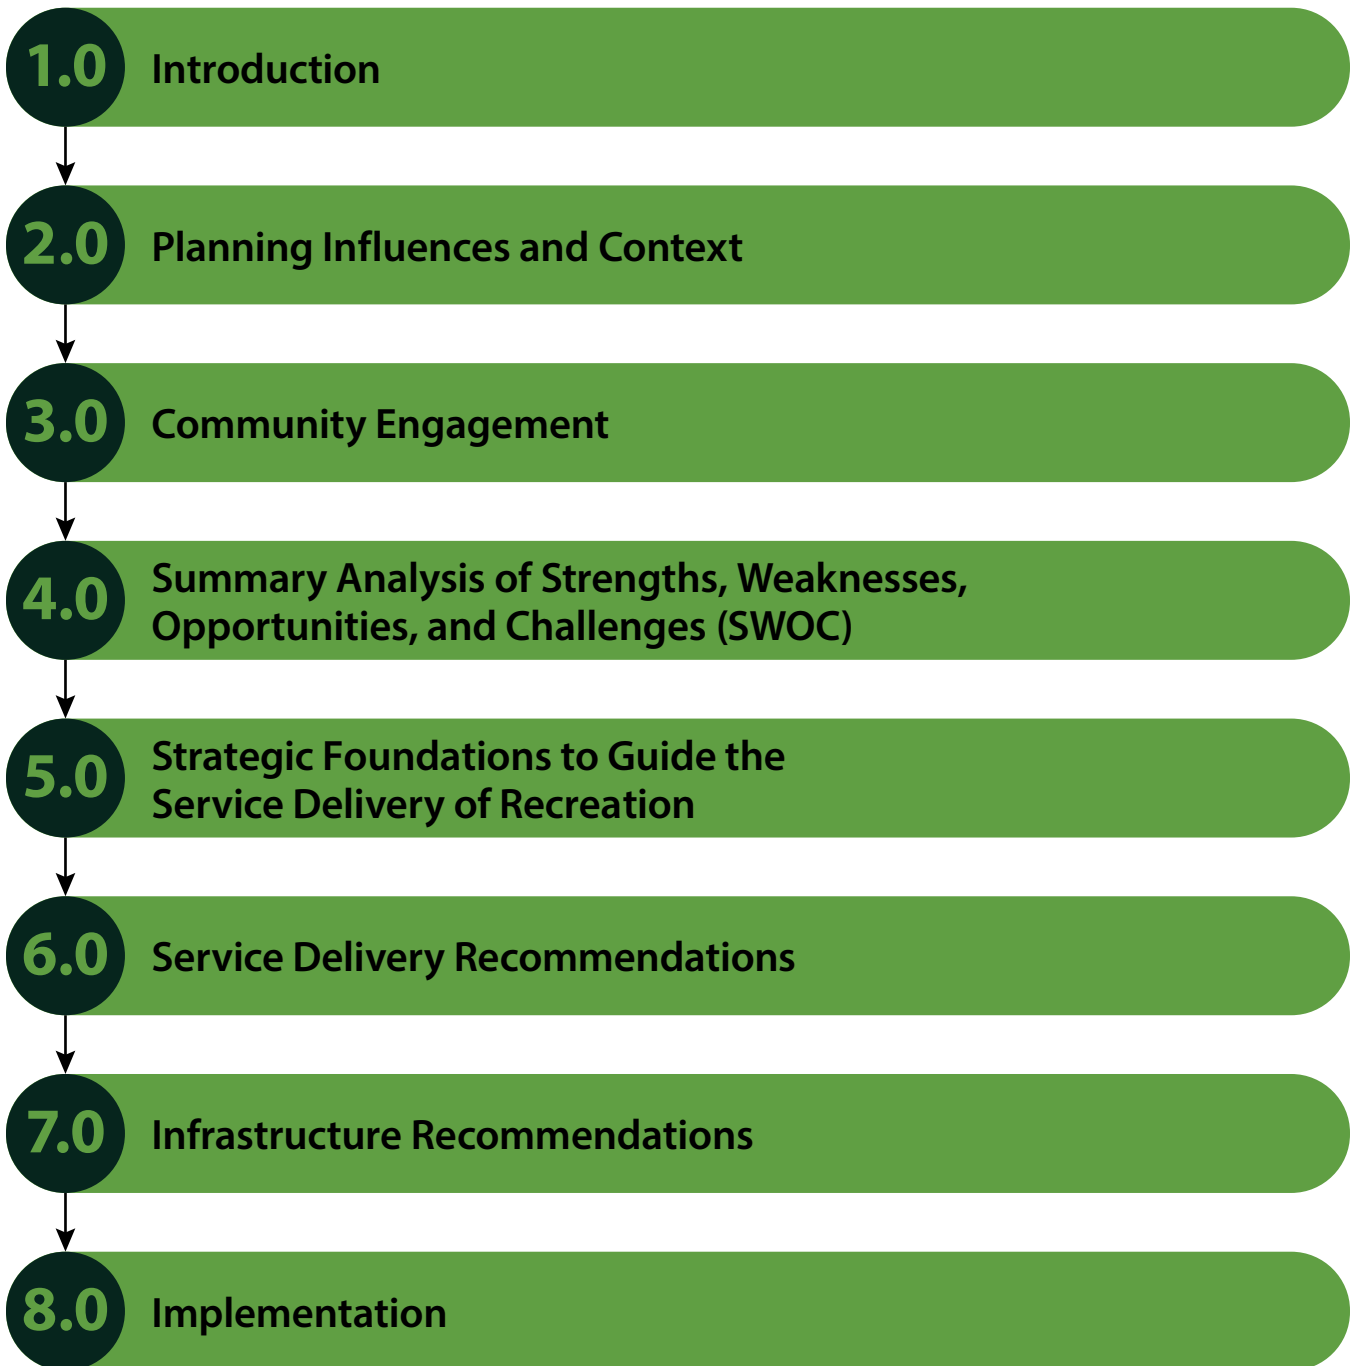 1.0 Introduction
2.0 Planning Influences and Context
3.0 Community Engagement
4.0 Summary Analysis of Strengths, Weaknesses,
Opportunities, and Challenges (SWOC)
5.0 Strategic Foundations to Guide the
Service Delivery of Recreation
6.0 Service Delivery Recommendations
7.0 Infrastructure Recommendations
8.0 Implementation